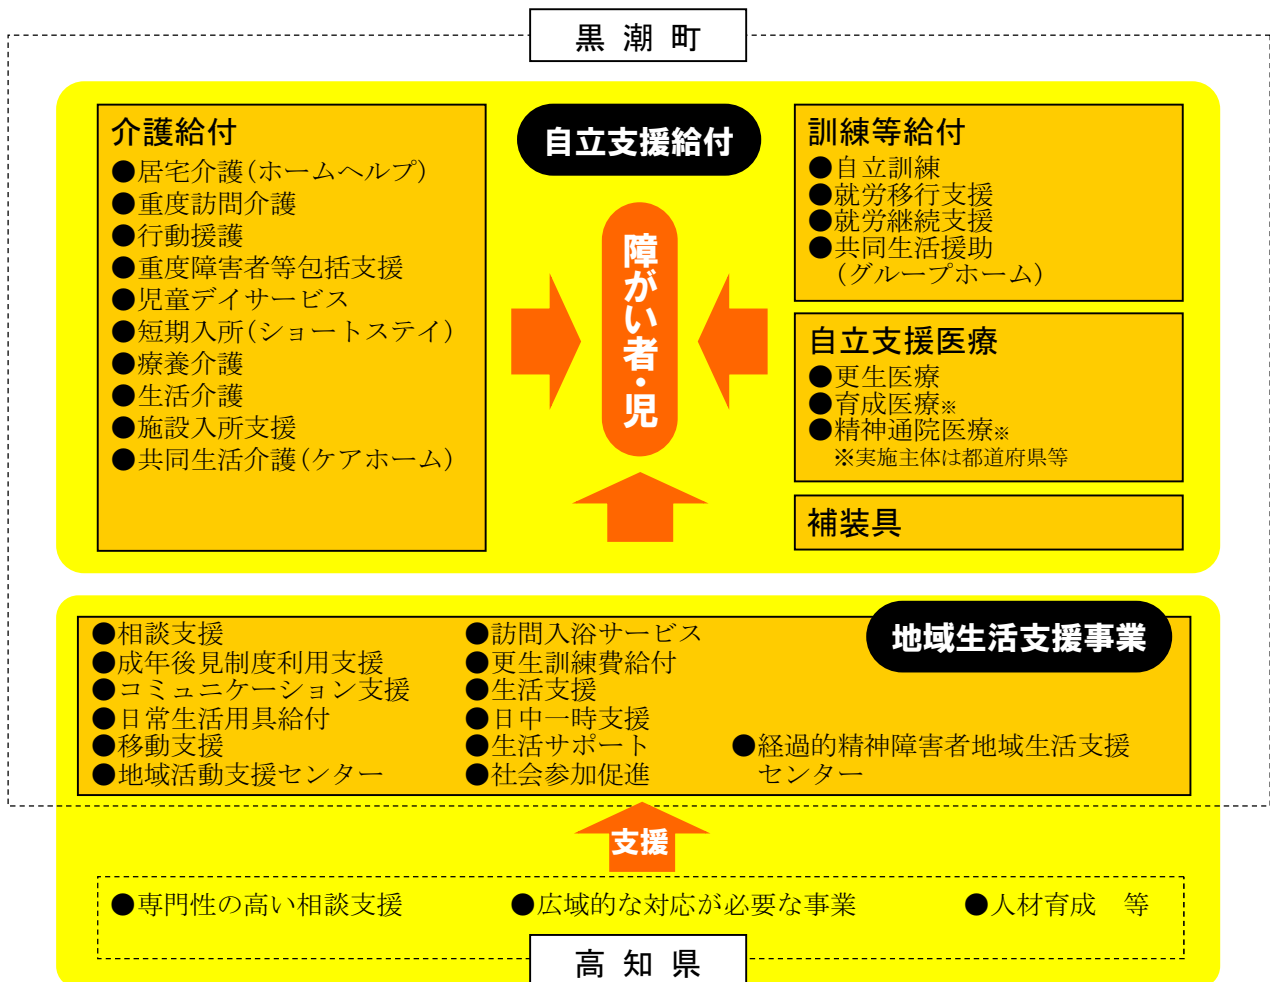 黒潮町
自立支援給付
介護給付
●居宅介護(ホームヘルプ)
●重度訪問介護
●行動援護
●重度障害者等包括支援
●児童デイサービス
●短期入所(ショートステイ)
●療養介護
●生活介護
●施設入所支援
●共同生活介護(ケアホーム)
障がい者・児
訓練等給付
●自立訓練
●就労移行支援
●就労継続支援
●共同生活援助
(グループホーム)
自立支援医療
●更生医療
●育成医療※
●精神通院医療※
※実施主体は都道府県等
補装具
地域生活支援事業
●相談支援
●成年後見制度利用支援
●コミュニケーション支援
●日常生活用具給付
●移動支援
●地域活動支援センター
●訪問入浴サービス
●更生訓練費給付
●生活支援
●日中一時支援
●生活サポート
●社会参加促進
●経過的精神障害者地域生活支援
センター
支援
●専門性の高い相談支援
●広域的な対応が必要な事業
●人材育成　等
高知県